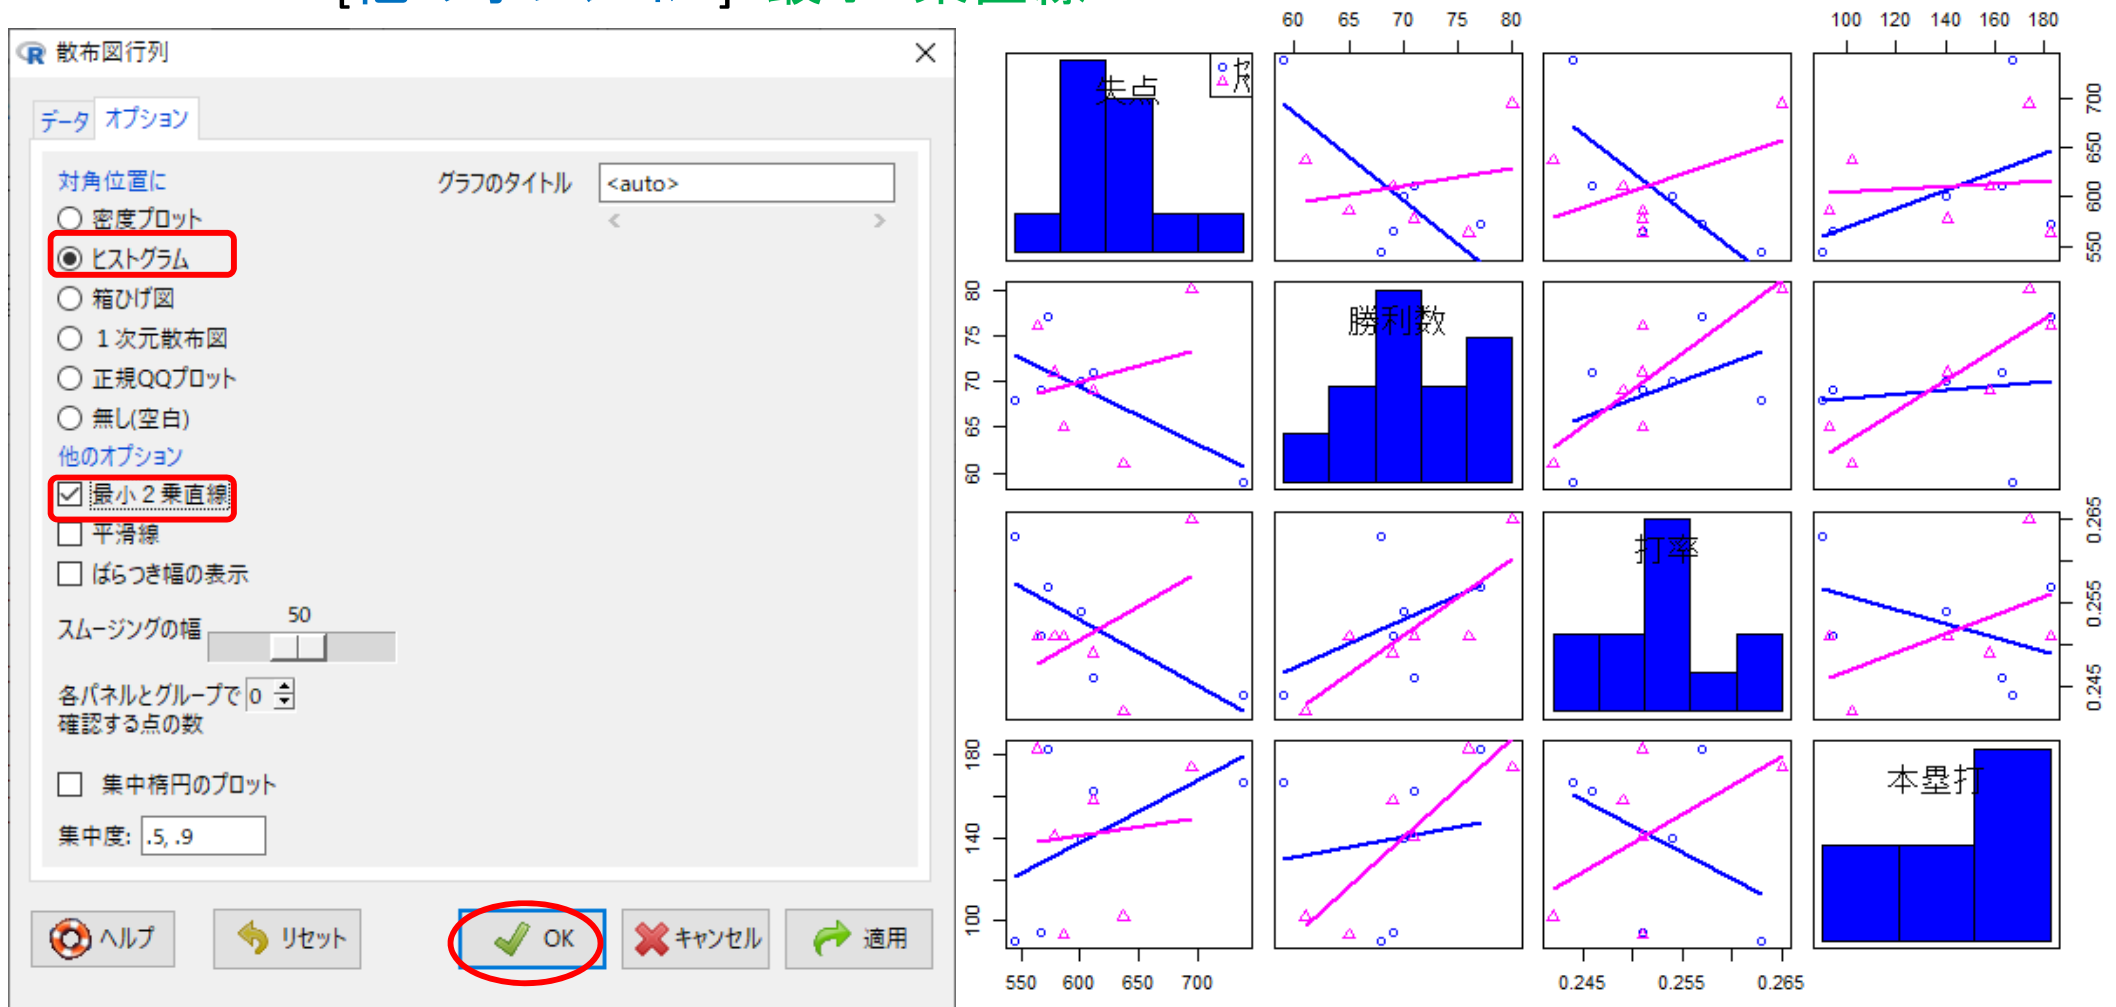 散布図行列
データ オプション
対角位置に
グラフのタイトル <auto>
密度プロット
ヒストグラム
箱ひげ図
１次元散布図
正規QQプロット
無し(空白)
他のオプション
最小２乗直線
平滑線
ばらつき幅の表示
スムージングの幅 50
各パネルとグループで 0
確認する点の数
集中楕円のプロット
集中度: .5, .9
ヘルプ リセット OK キャンセル 適用
60 65 70 75 80 100 120 140 160 180
失点
550 600 650 700
勝利数
60 65 70 75 80
打率
0.245 0.255 0.265
本塁打
100 140 180
550 600 650 700 0.245 0.255 0.265